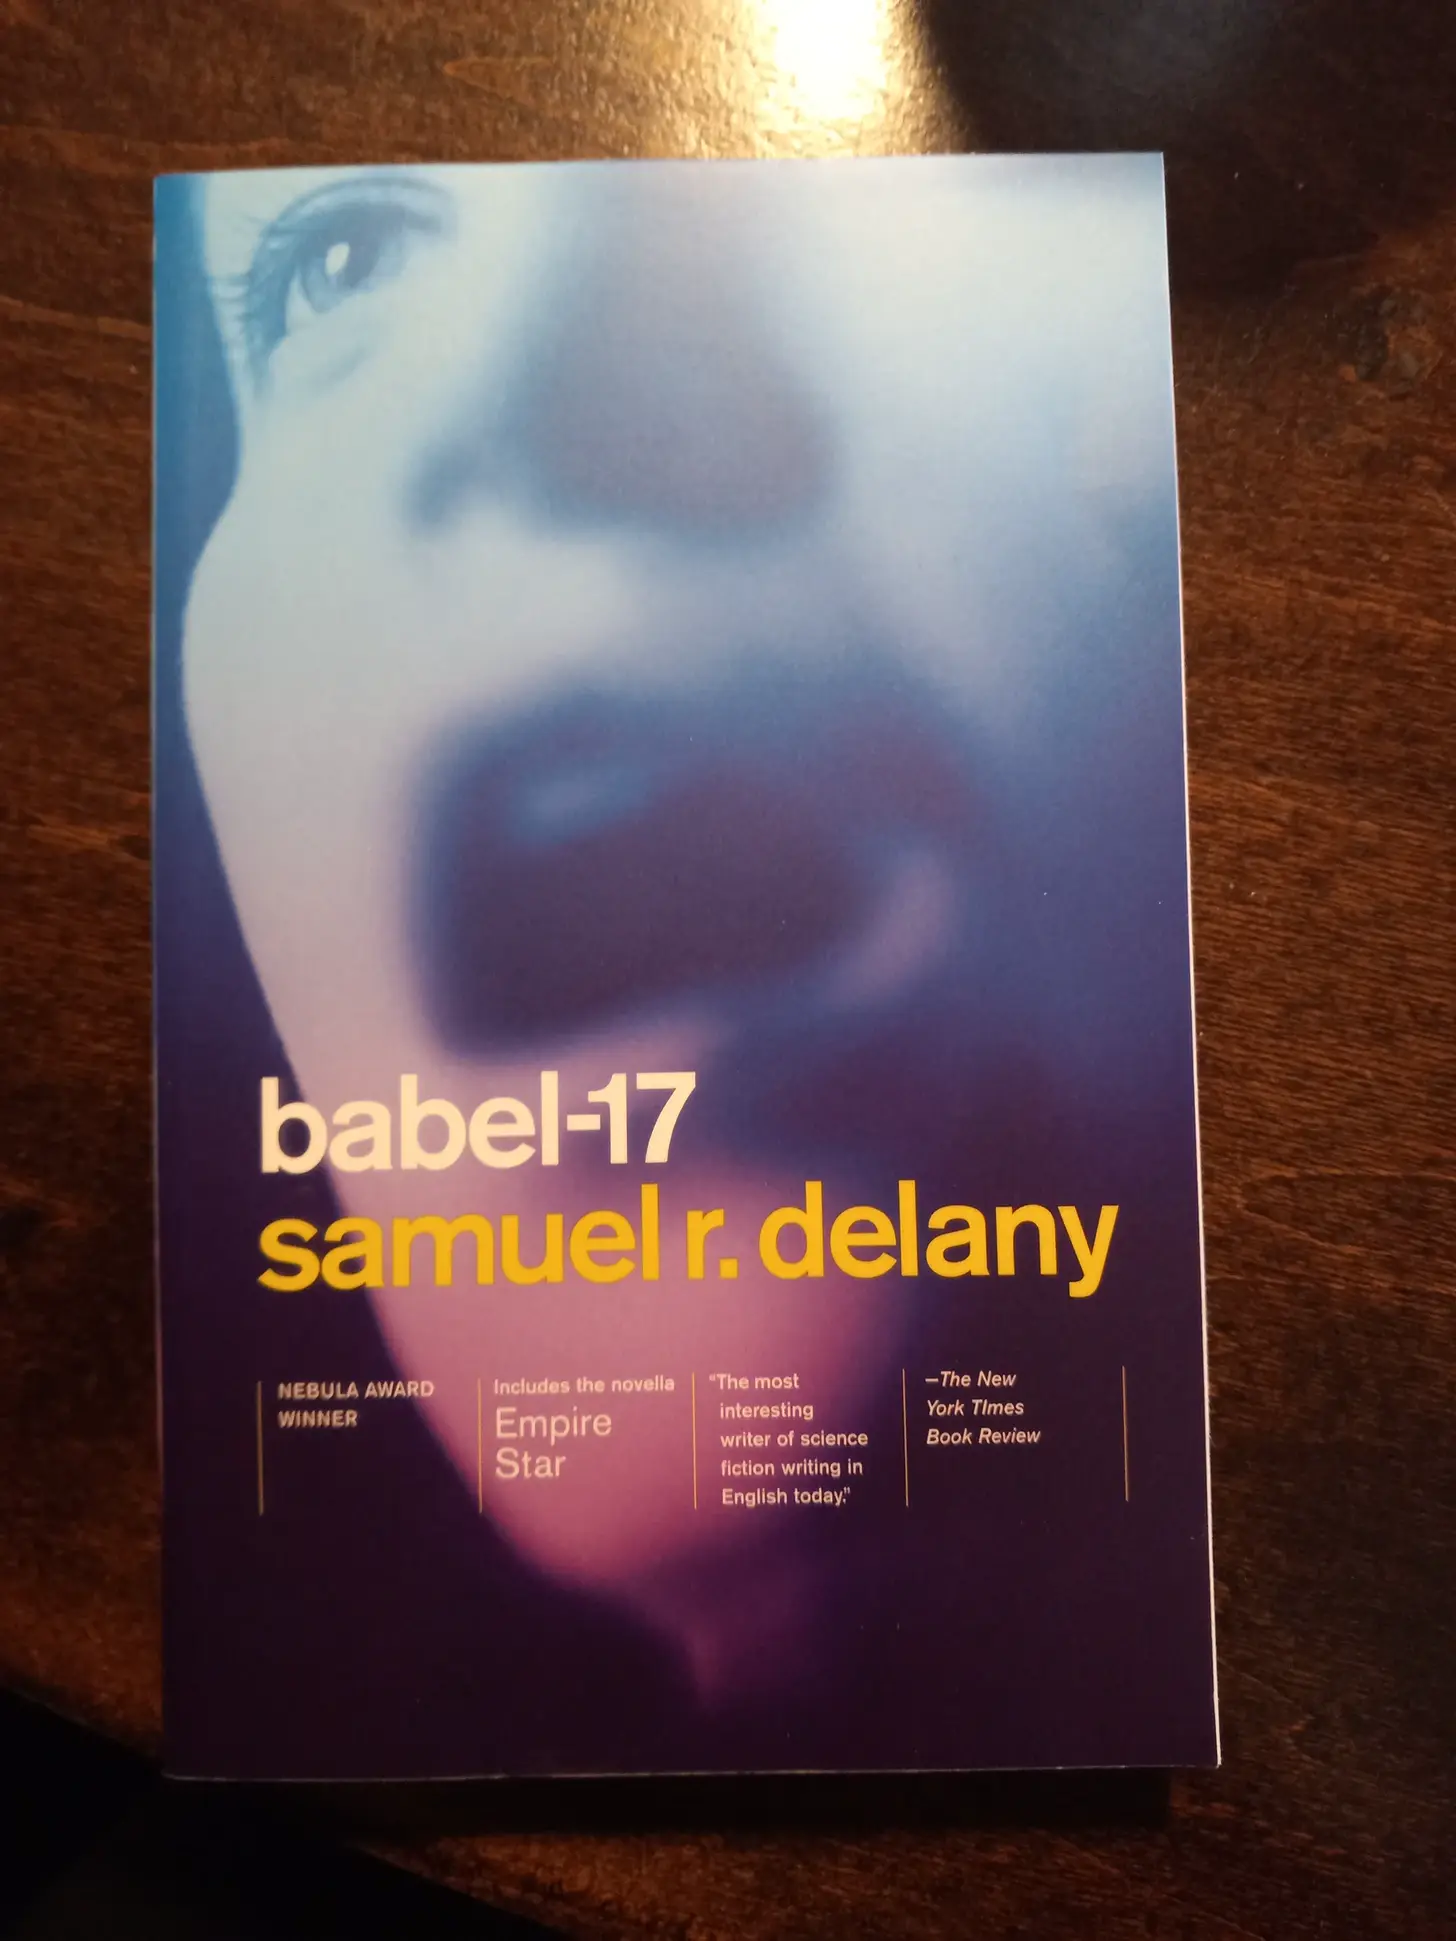 babel-17
samuel r. delany
NEBULA AWARD
WINNER
Includes the novella
Empire
Star
“The most
interesting
writer of science
fiction writing in
English today.”
—The New
York TImes
Book Review